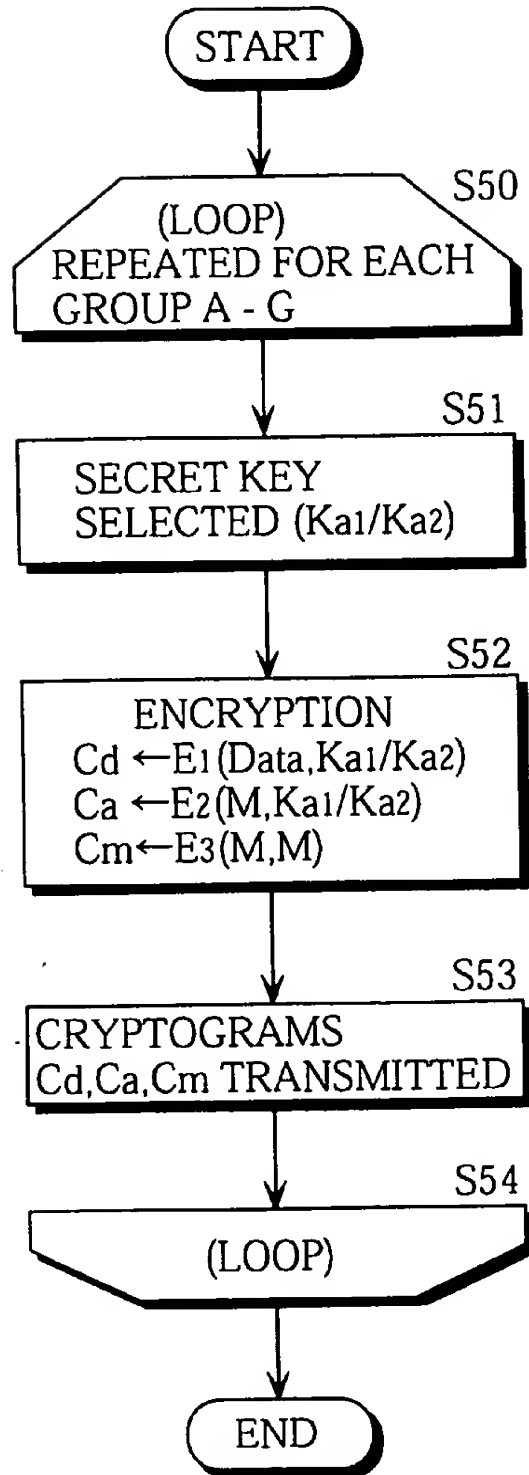 START
S50
(LOOP)
REPEATED FOR EACH
GROUP A - G
S51
SECRET KEY
SELECTED (Ka1/Ka2)
S52
ENCRYPTION
Cd ←E1(Data,Ka1/Ka2)
Ca ←E2(M,Ka1/Ka2)
Cm←E3(M,M)
S53
CRYPTOGRAMS
Cd,Ca,Cm TRANSMITTED
S54
(LOOP)
END